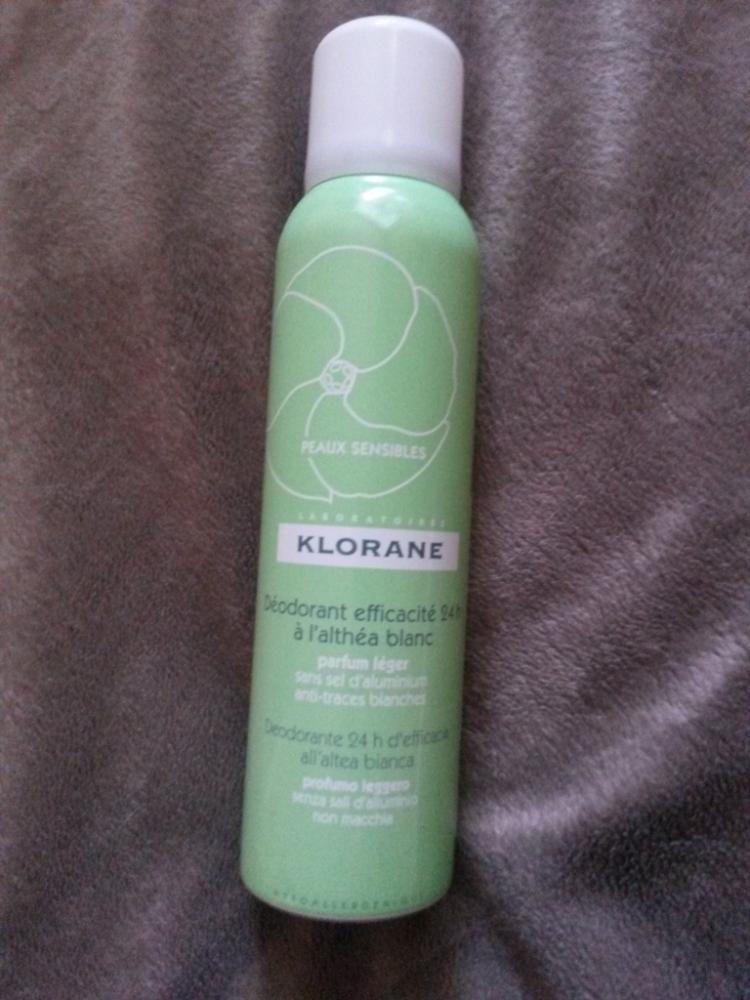 PEAUX SENSIBLES
LABORATOIRES
KLORANE
Déodorant efficacité 24 h
à l'althéa blanc
parfum léger
sans sel d'aluminium
anti-traces blanches
Deodorante 24 h d'efficacia
all'altea bianca
profumo leggero
senza sali d'alluminio
non macchia
HYPOALLERGENIQUE